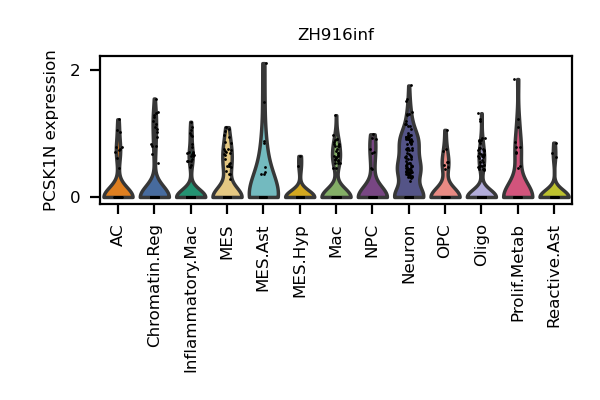 ZH916inf
PCSK1N expression
2
0
AC
Chromatin.Reg
Inflammatory.Mac
MES
MES.Ast
MES.Hyp
Mac
NPC
Neuron
OPC
Oligo
Prolif.Metab
Reactive.Ast